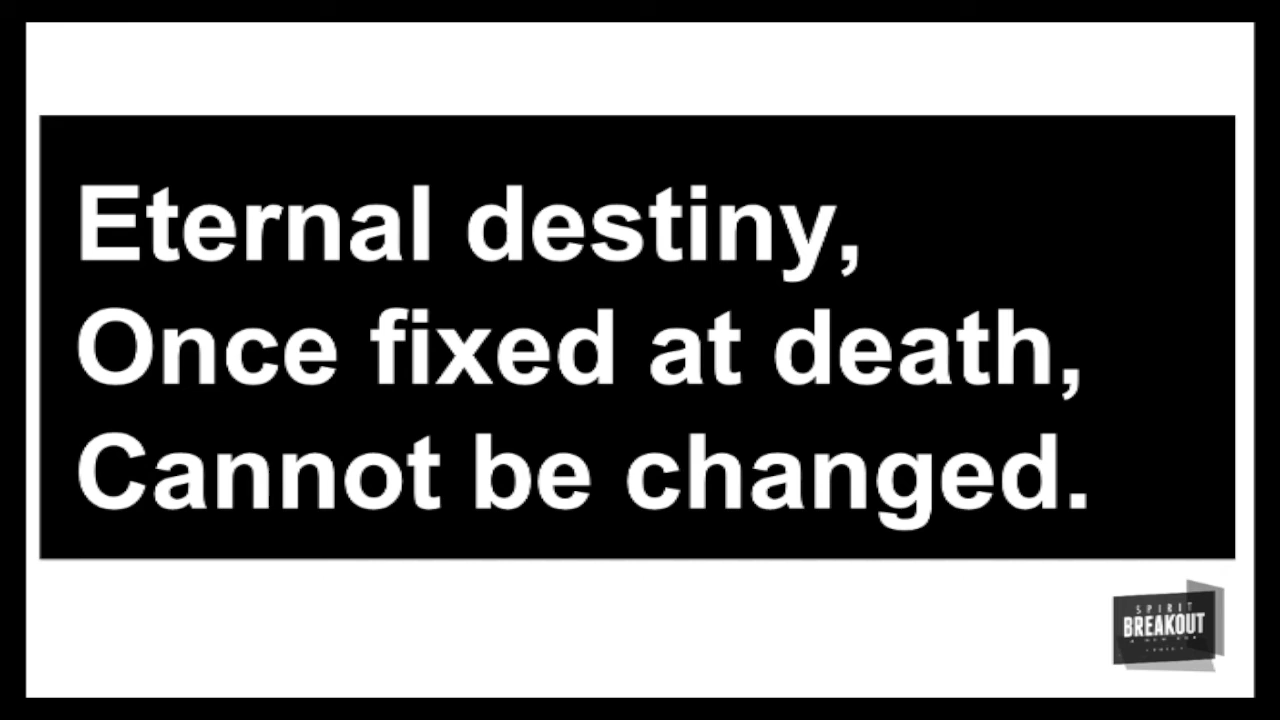 Eternal destiny,
Once fixed at death,
Cannot be changed.
SPIRIT
BREAKOUT